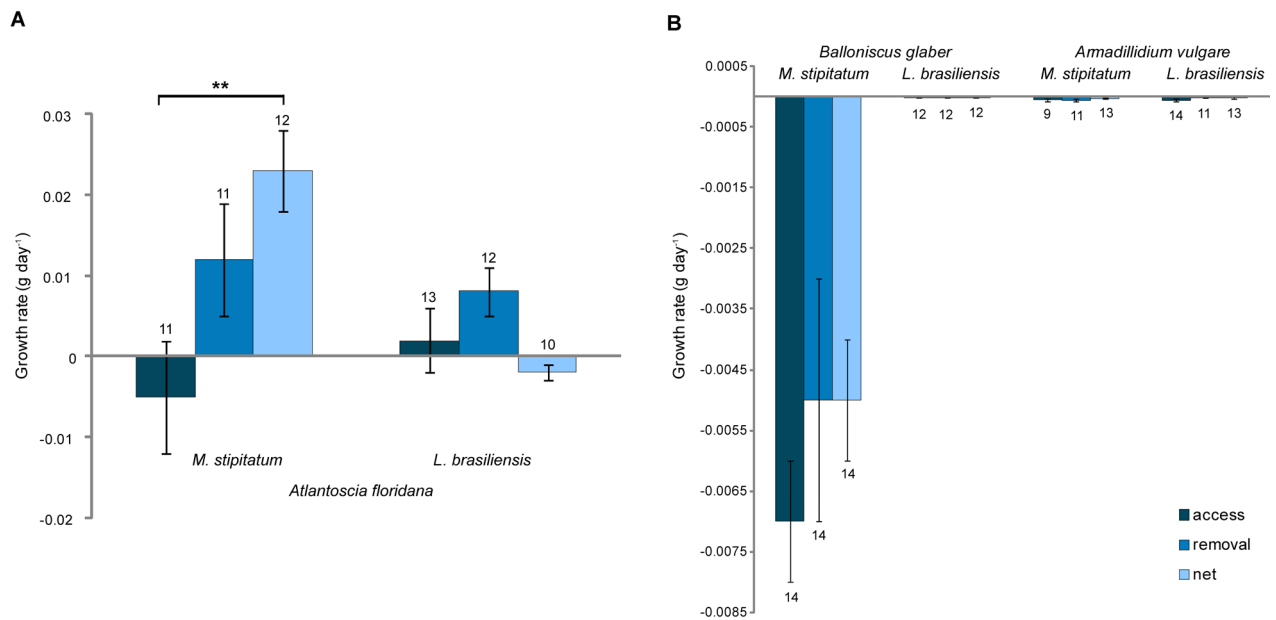 A
**
Growth rate (g day⁻¹)
0.03
0.02
0.01
0
-0.01
-0.02
11
11
12
13
12
10
M. stipitatum
L. brasiliensis
Atlantoscia floridana
B
Balloniscus glaber
Armadillidium vulgare
M. stipitatum
L. brasiliensis
M. stipitatum
L. brasiliensis
Growth rate (g day⁻¹)
0.0005
-0.0005
-0.0015
-0.0025
-0.0035
-0.0045
-0.0055
-0.0065
-0.0075
-0.0085
14
14
14
12
12
12
9
11
13
14
11
13
access
removal
net